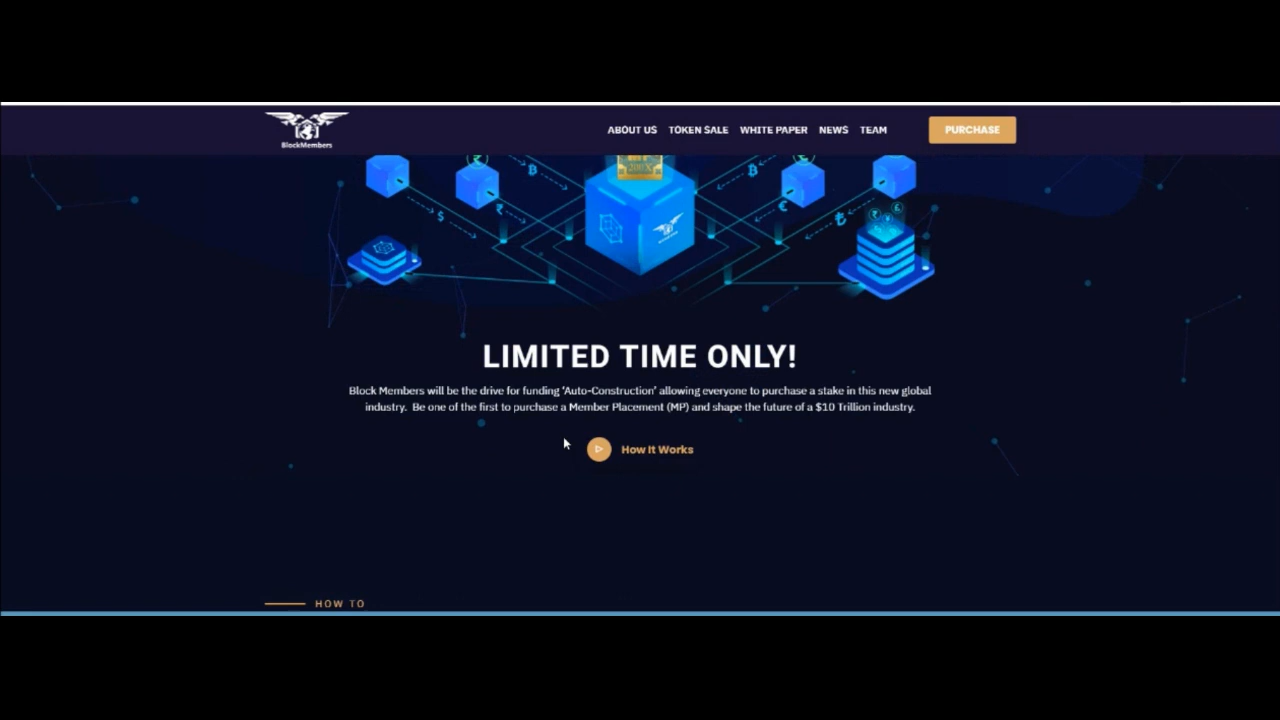 BlockMembers
ABOUT US TOKEN SALE WHITE PAPER NEWS TEAM PURCHASE
LIMITED TIME ONLY!
Block Members will be the drive for funding ‘Auto-Construction’ allowing everyone to purchase a stake in this new global
industry. Be one of the first to purchase a Member Placement (MP) and shape the future of a $10 Trillion industry.
How It Works
HOW TO